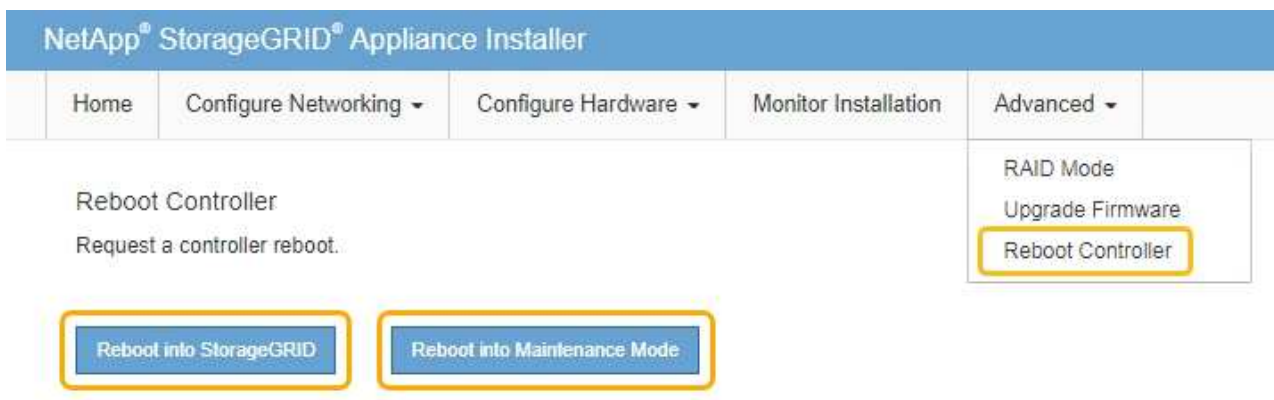 NetApp® StorageGRID® Appliance Installer
Home Configure Networking Configure Hardware Monitor Installation Advanced
RAID Mode
Upgrade Firmware
Reboot Controller
Reboot Controller
Request a controller reboot.
Reboot into StorageGRID Reboot into Maintenance Mode